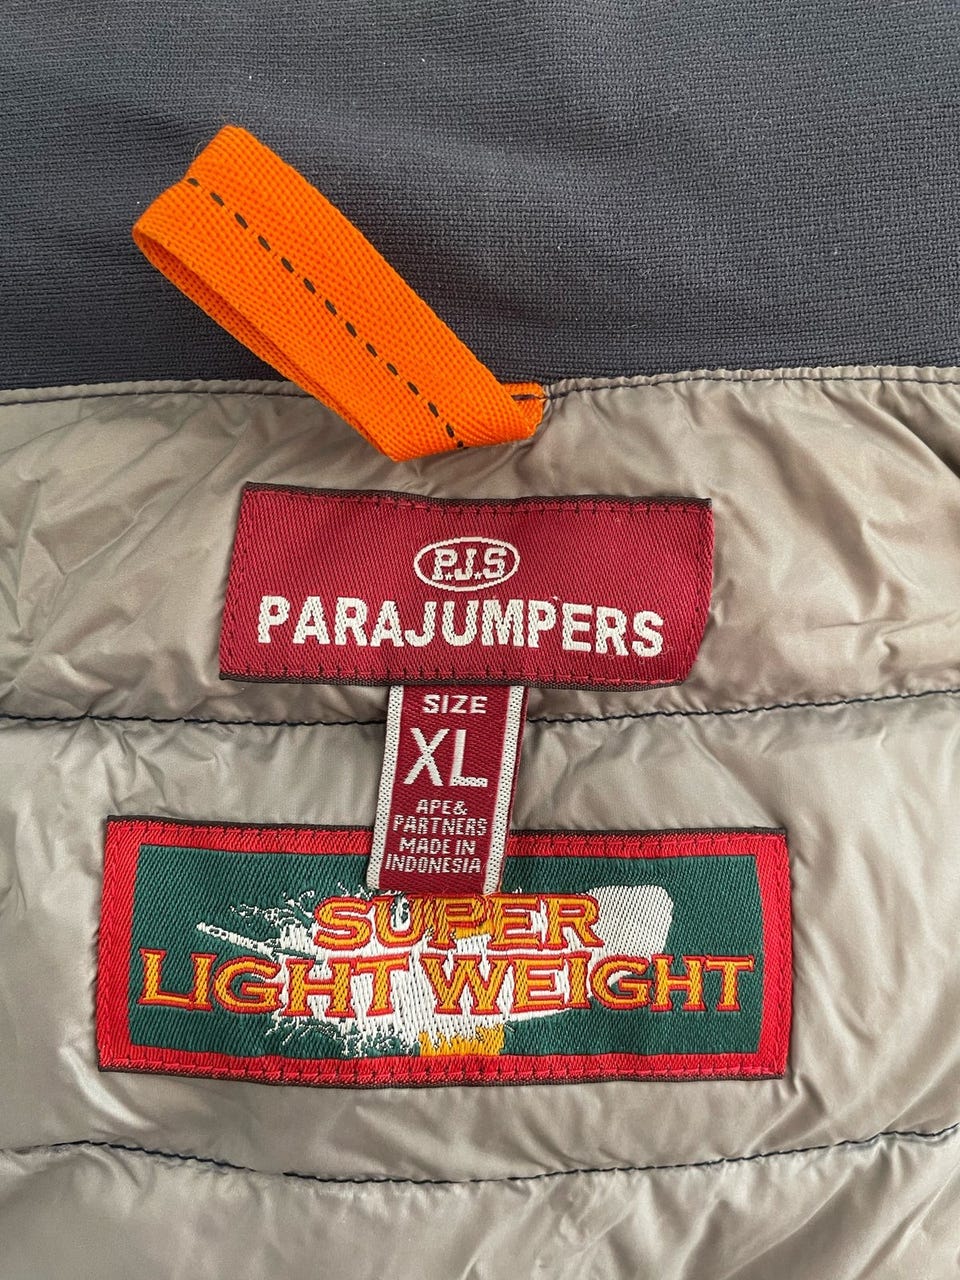 P.J.S
PARAJUMPERS
SIZE
XL
APE&
PARTNERS
MADE IN
INDONESIA
SUPER
LIGHT WEIGHT